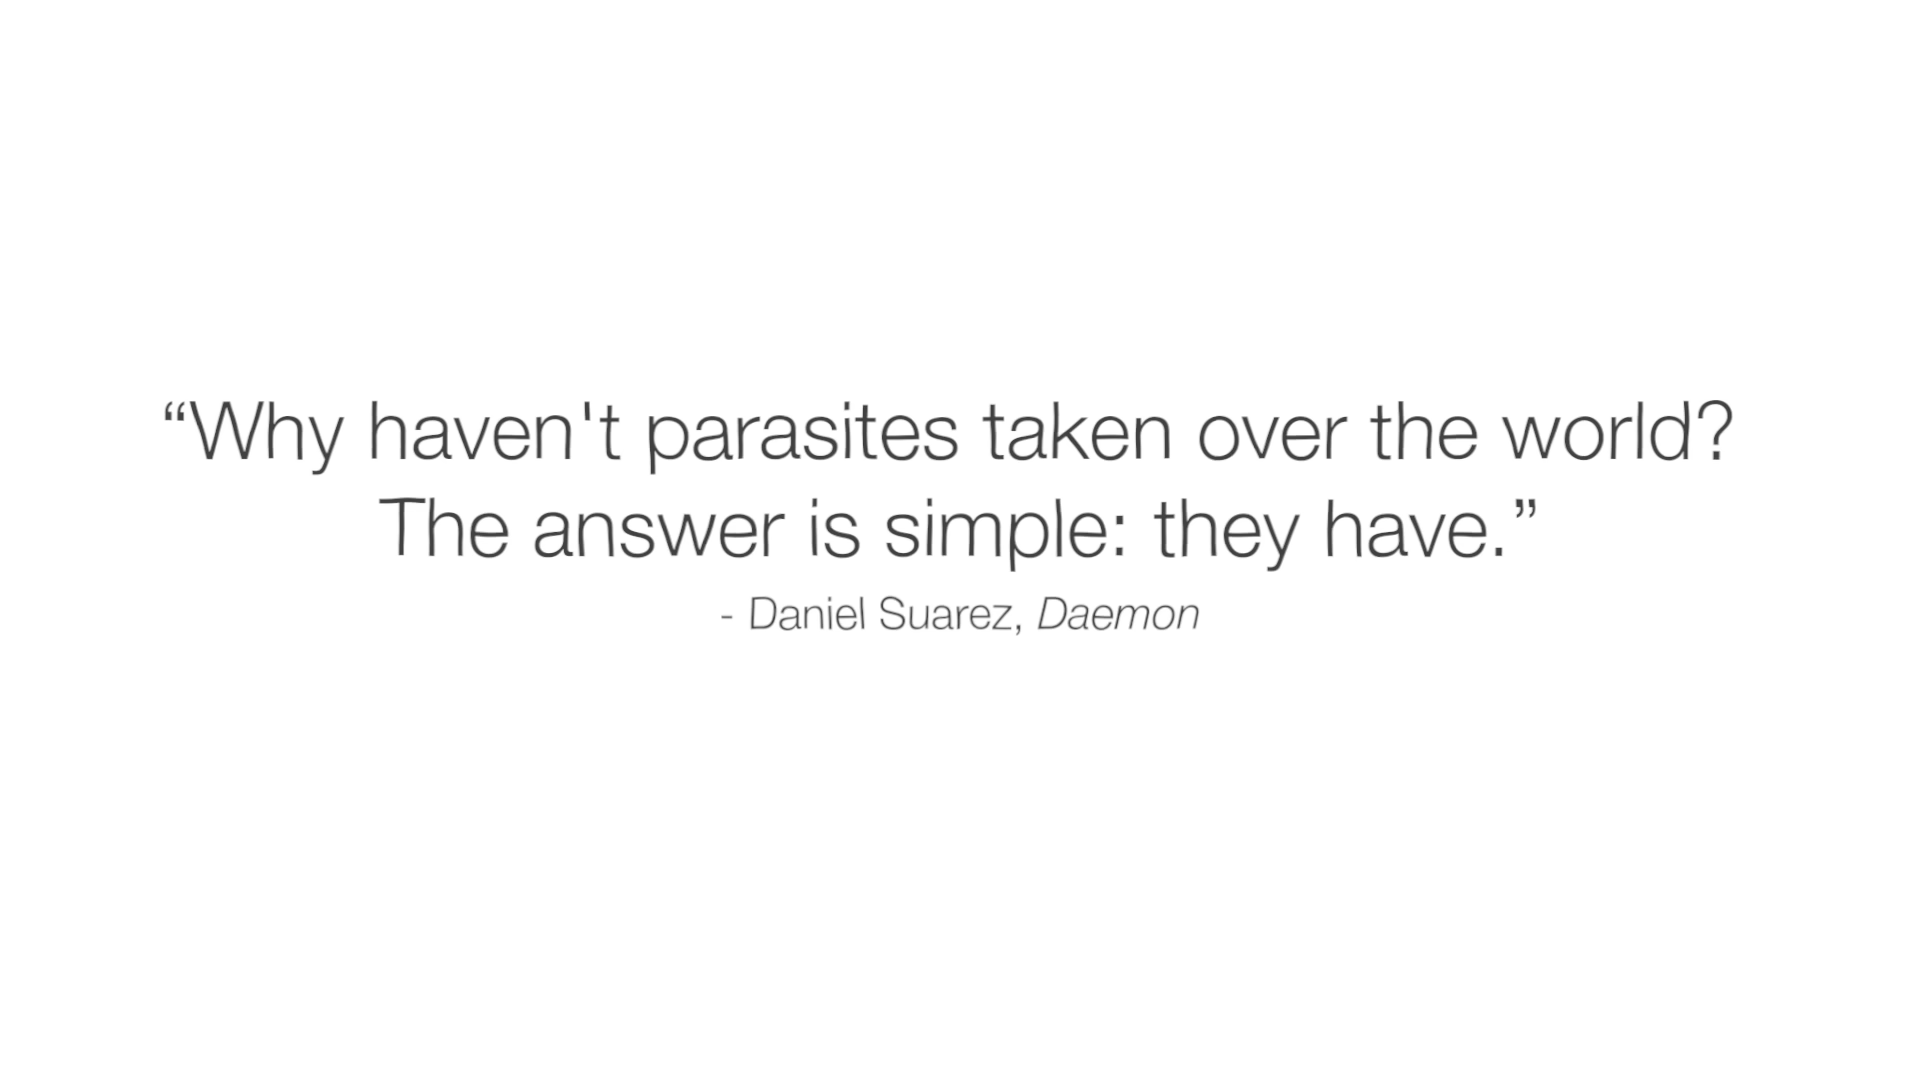 “Why haven't parasites taken over the world?
The answer is simple: they have.”
- Daniel Suarez, Daemon